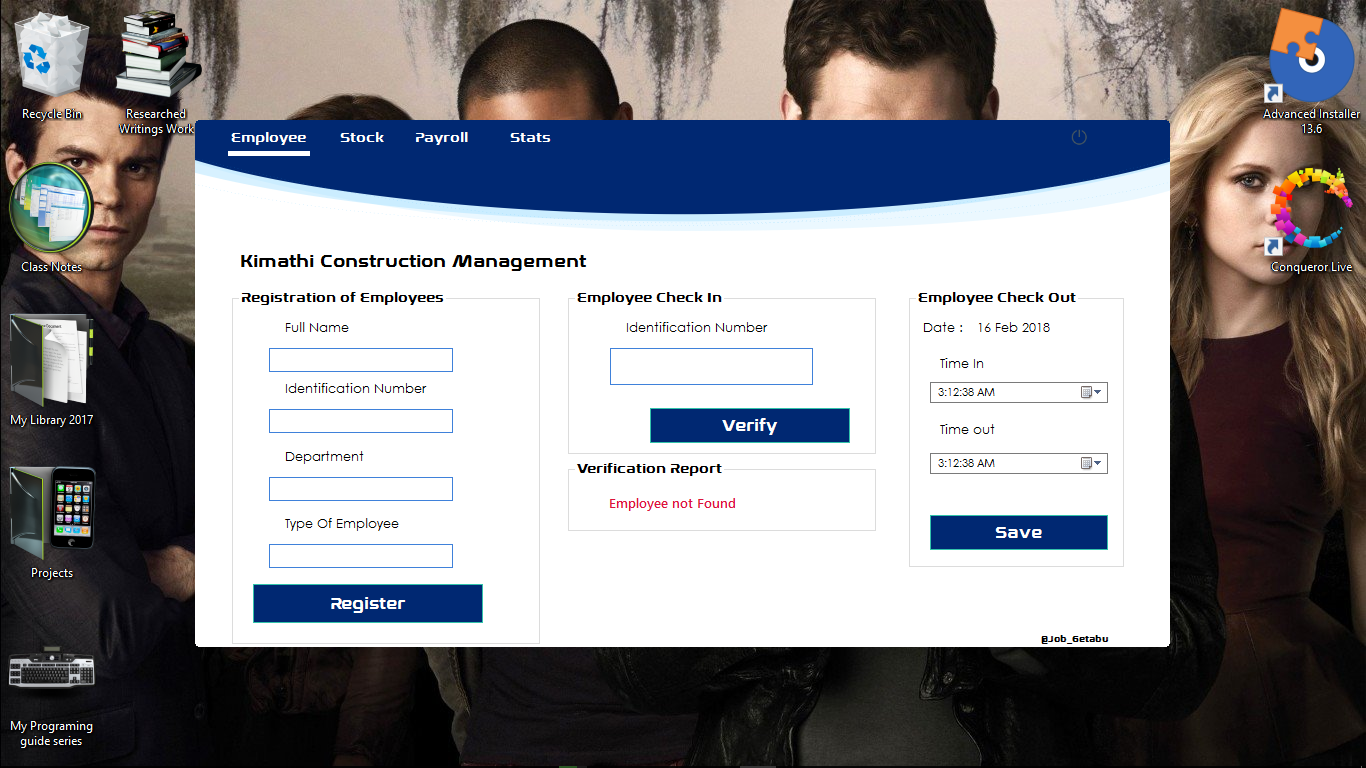 Recycle Bin
Researched
Writings Work
Class Notes
My Library 2017
Projects
My Programing
guide series
Advanced Installer
13.6
Conqueror Live
Employee Stock Payroll Stats
Kimathi Construction Management
Registration of Employees
Full Name
Identification Number
Department
Type Of Employee
Register
Employee Check In
Identification Number
Verify
Verification Report
Employee not Found
Employee Check Out
Date : 16 Feb 2018
Time In
3:12:38 AM
Time out
3:12:38 AM
Save
@Job_Getabu